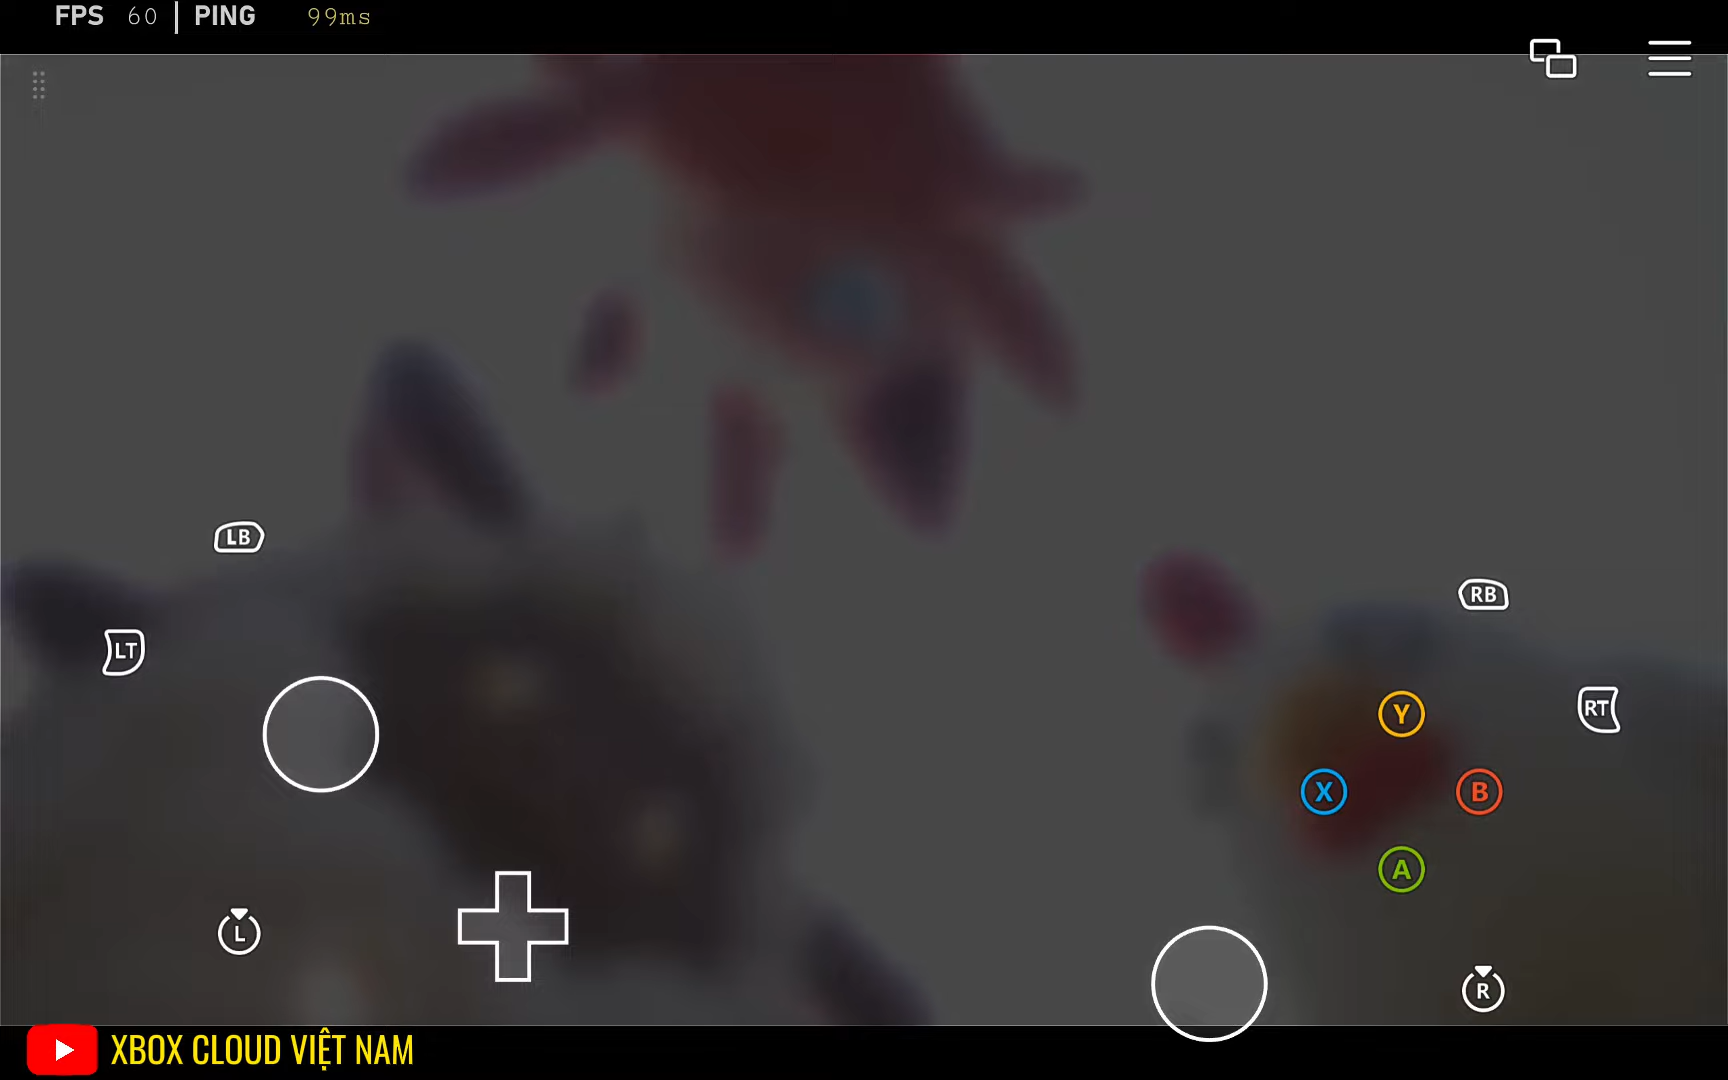 FPS 60 | PING 99ms
LB
RB
LT
RT
Y
X
B
A
L
R
XBOX CLOUD VIỆT NAM